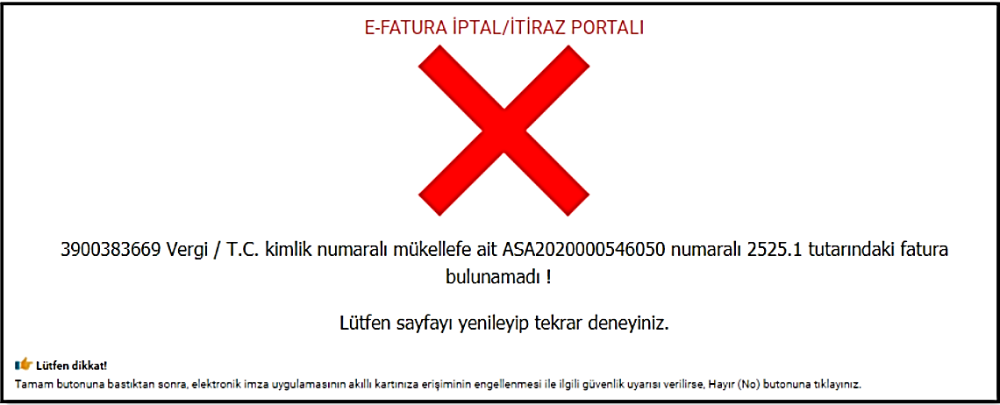 E-FATURA İPTAL/İTİRAZ PORTALI
3900383669 Vergi / T.C. kimlik numaralı mükellefe ait ASA2020000546050 numaralı 2525.1 tutarındaki fatura
bulunamadı !
Lütfen sayfayı yenileyip tekrar deneyiniz.
Lütfen dikkat!
Tamam butonuna bastıktan sonra, elektronik imza uygulamasının akıllı kartınıza erişiminin engellenmesi ile ilgili güvenlik uyarısı verilirse, Hayır (No) butonuna tıklayınız.